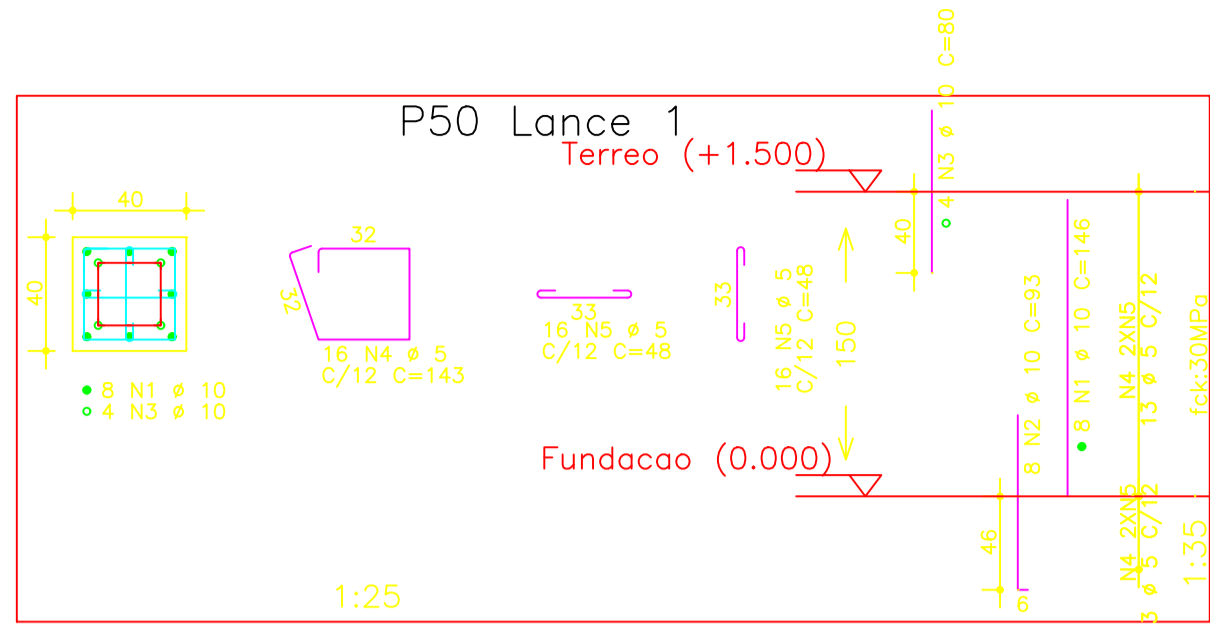 P50 Lance 1
Terreo (+1.500)
40
40
8 N1 ø 10
4 N3 ø 10
32
32
16 N4 ø 5
C/12 C=143
33
16 N5 ø 5
C/12 C=48
33
16 N5 ø 5
C/12 C=48
150
40
4 N3 ø 10 C=80
8 N2 ø 10 C=93
8 N1 ø 10 C=146
N4 2XN5
13 ø 5 C/12
fck:30MPa
Fundacao (0.000)
46
6
N4 2XN5
3 ø 5 C/12
1:25
1:35